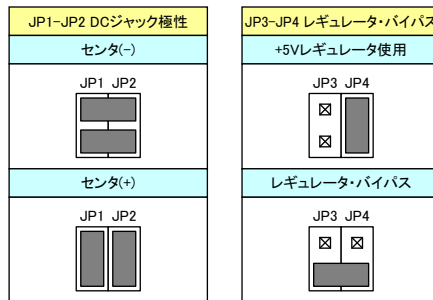 JP1-JP2 DCジャック極性
センタ(-)
JP1 JP2
センタ(+)
JP1 JP2
JP3-JP4 レギュレータ・バイパス
+5Vレギュレータ使用
JP3 JP4
レギュレータ・バイパス
JP3 JP4